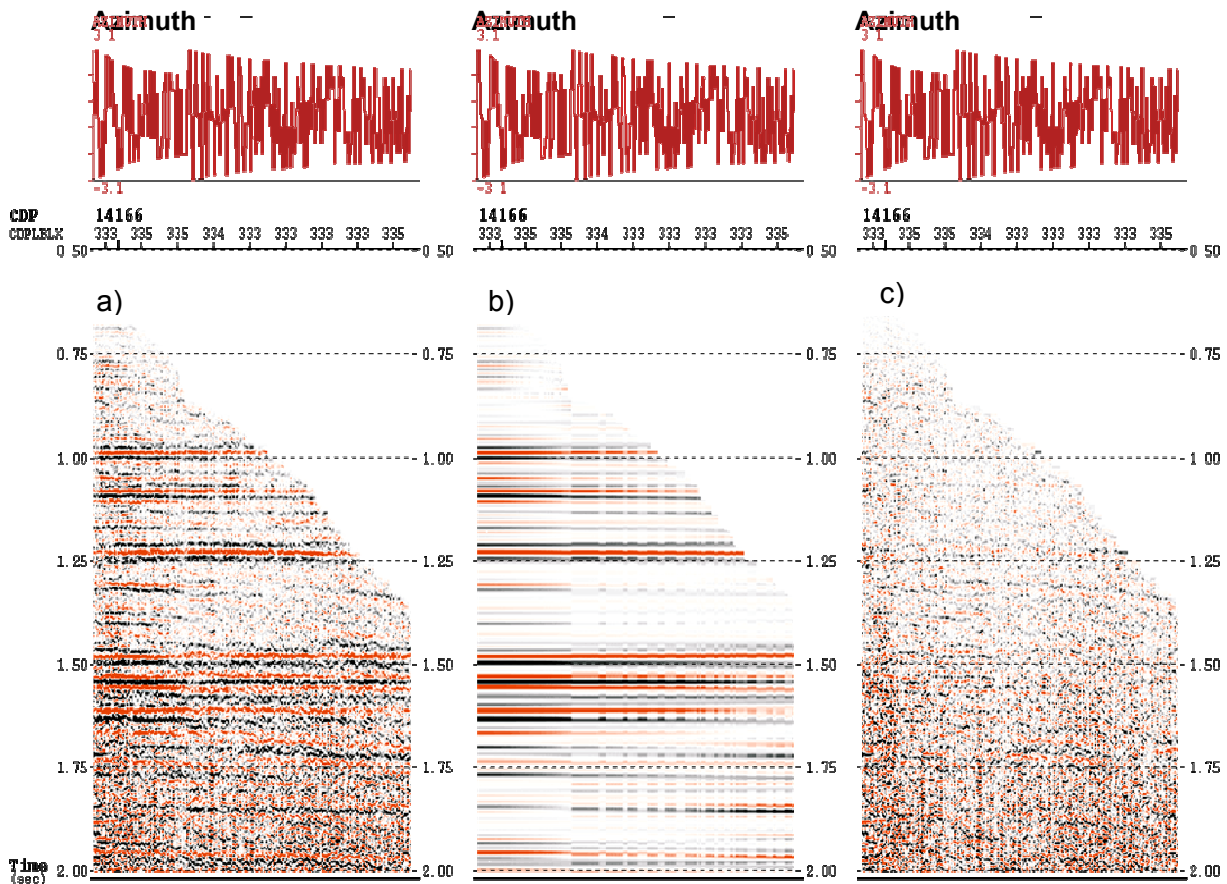 Azimuth Azimuth Azimuth
3.1 3.1 3.1
-3.1 -3.1 -3.1
CDP 14166 14166 14166
CDPLBLX 333 335 335 334 333 333 333 333 335 333 335 335 334 333 333 333 333 335 333 335 335 334 333 333 333 333 335
0 50 0 50 0 50 0 50
a) b) c)
0.75 0.75 0.75 0.75
1.00 1.00 1.00 1.00
1.25 1.25 1.25 1.25
1.50 1.50 1.50 1.50
1.75 1.75 1.75 1.75
Time 2.00 2.00 2.00 2.00
(sec)